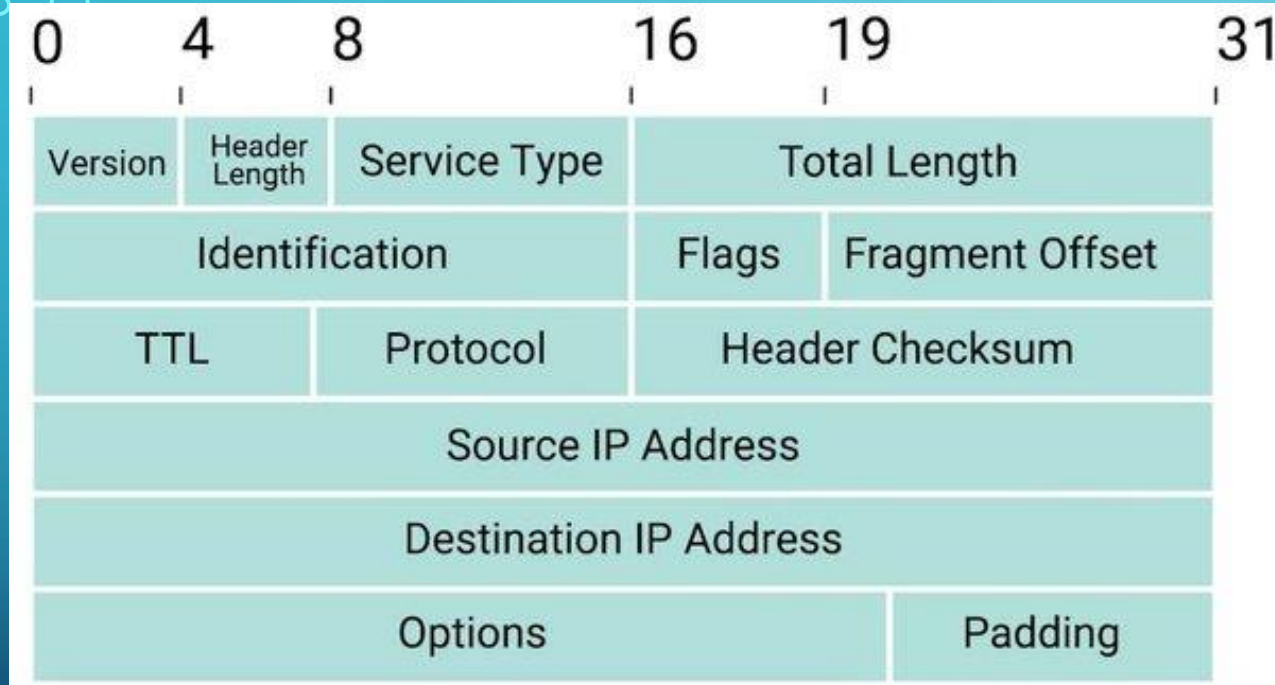 0 4 8 16 19 31
Version Header Length Service Type Total Length
Identification Flags Fragment Offset
TTL Protocol Header Checksum
Source IP Address
Destination IP Address
Options Padding